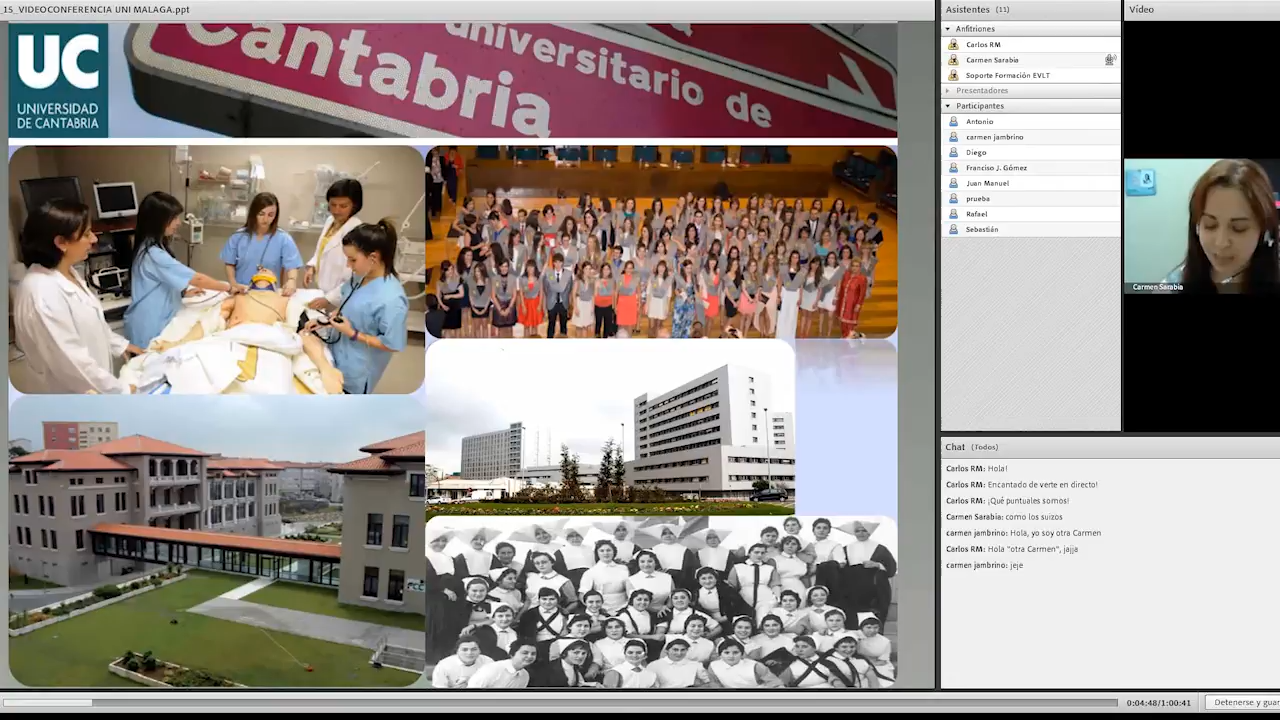 _15_VIDEOCONFERENCIA UNI MALAGA.ppt
UC
UNIVERSIDAD
DE CANTABRIA
Cantabria
universitario de
Asistentes (11)
Anfitriones
Carlos RM
Carmen Sarabia
Soporte Formación EVLT
Presentadores
Participantes
Antonio
carmen jambrino
Diego
Franciso J. Gómez
Juan Manuel
prueba
Rafael
Sebastián
Vídeo
Carmen Sarabia
Chat (Todos)
Carlos RM: Hola!
Carlos RM: Encantado de verte en directo!
Carlos RM: ¡Qué puntuales somos!
Carmen Sarabia: como los suizos
carmen jambrino: Hola, yo soy otra Carmen
Carlos RM: Hola "otra Carmen", jajja
carmen jambrino: jeje
0:04:48/1:00:41
Detenerse y guar